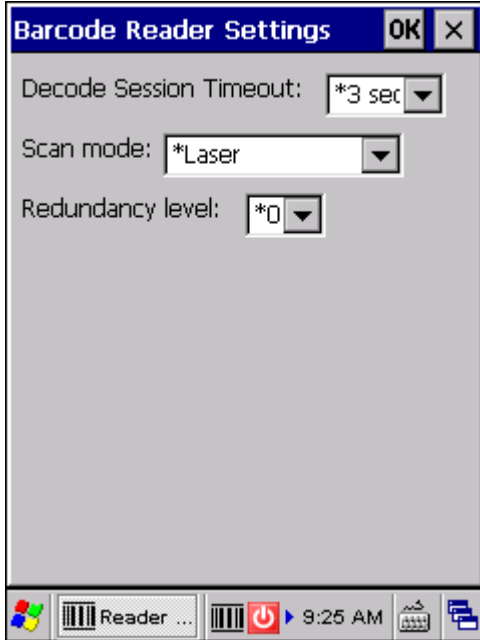 Barcode Reader Settings OK
Decode Session Timeout: *3 sec
Scan mode: *Laser
Redundancy level: *0
Reader ... 9:25 AM